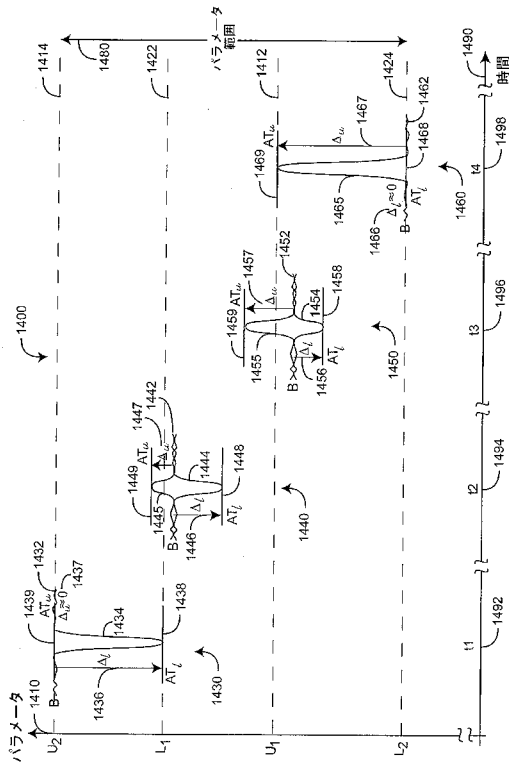 1400
パラメータ
1410
U2
L1
U1
L2
1414
1480
1422
1412
1424
パラメータ
範囲
1490
時間
1439
1432
ATu
Δu≈0
1437
B
1434
Δl
1436
ATl
1438
1430
1449
1447
1442
ATu
Δu
1445
B
1444
1446
Δl
1448
ATl
1440
1459
ATu
1457
1455
Δu
1452
B
1454
Δl
1456
1458
ATl
1450
1469
ATu
1465
Δu
1467
1466
Δl≈0
B
1462
1468
ATl
1460
t1
1492
t2
1494
t3
1496
t4
1498